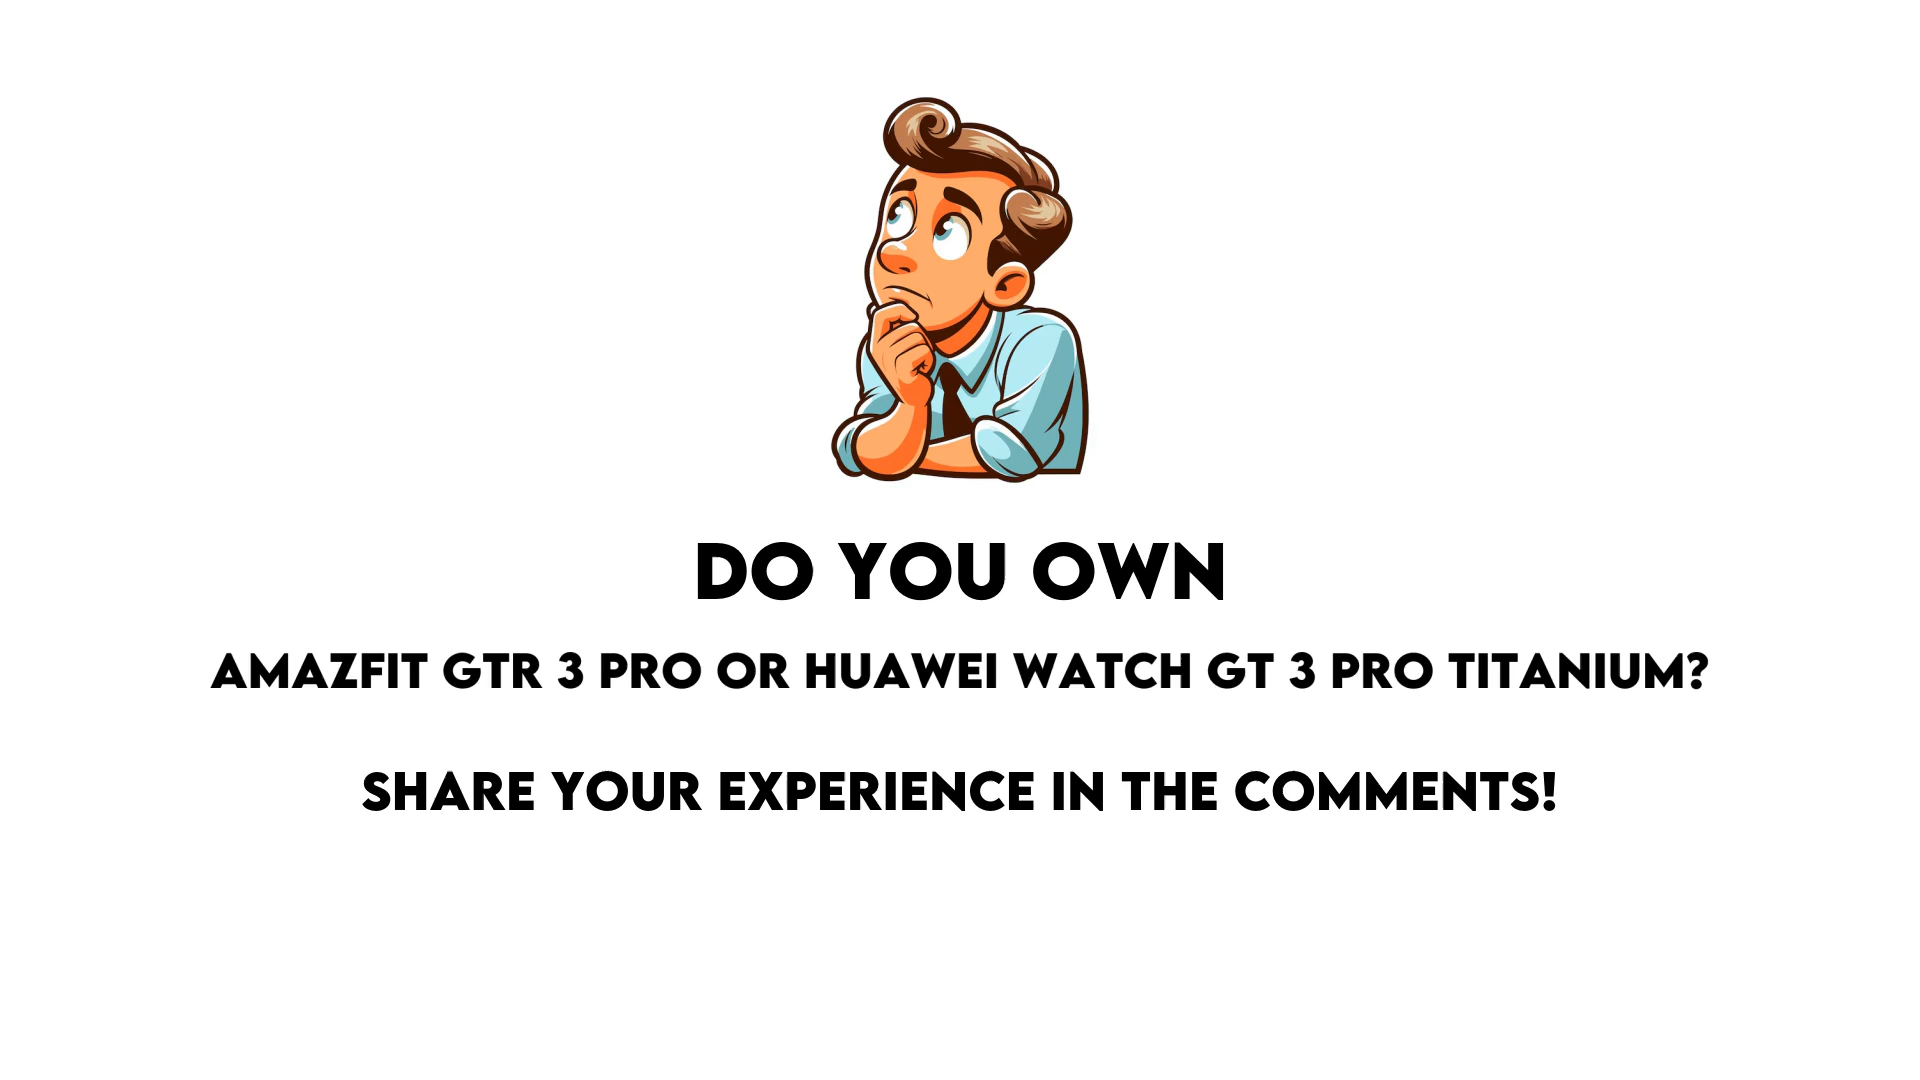 DO YOU OWN
AMAZFIT GTR 3 PRO OR HUAWEI WATCH GT 3 PRO TITANIUM?
SHARE YOUR EXPERIENCE IN THE COMMENTS!